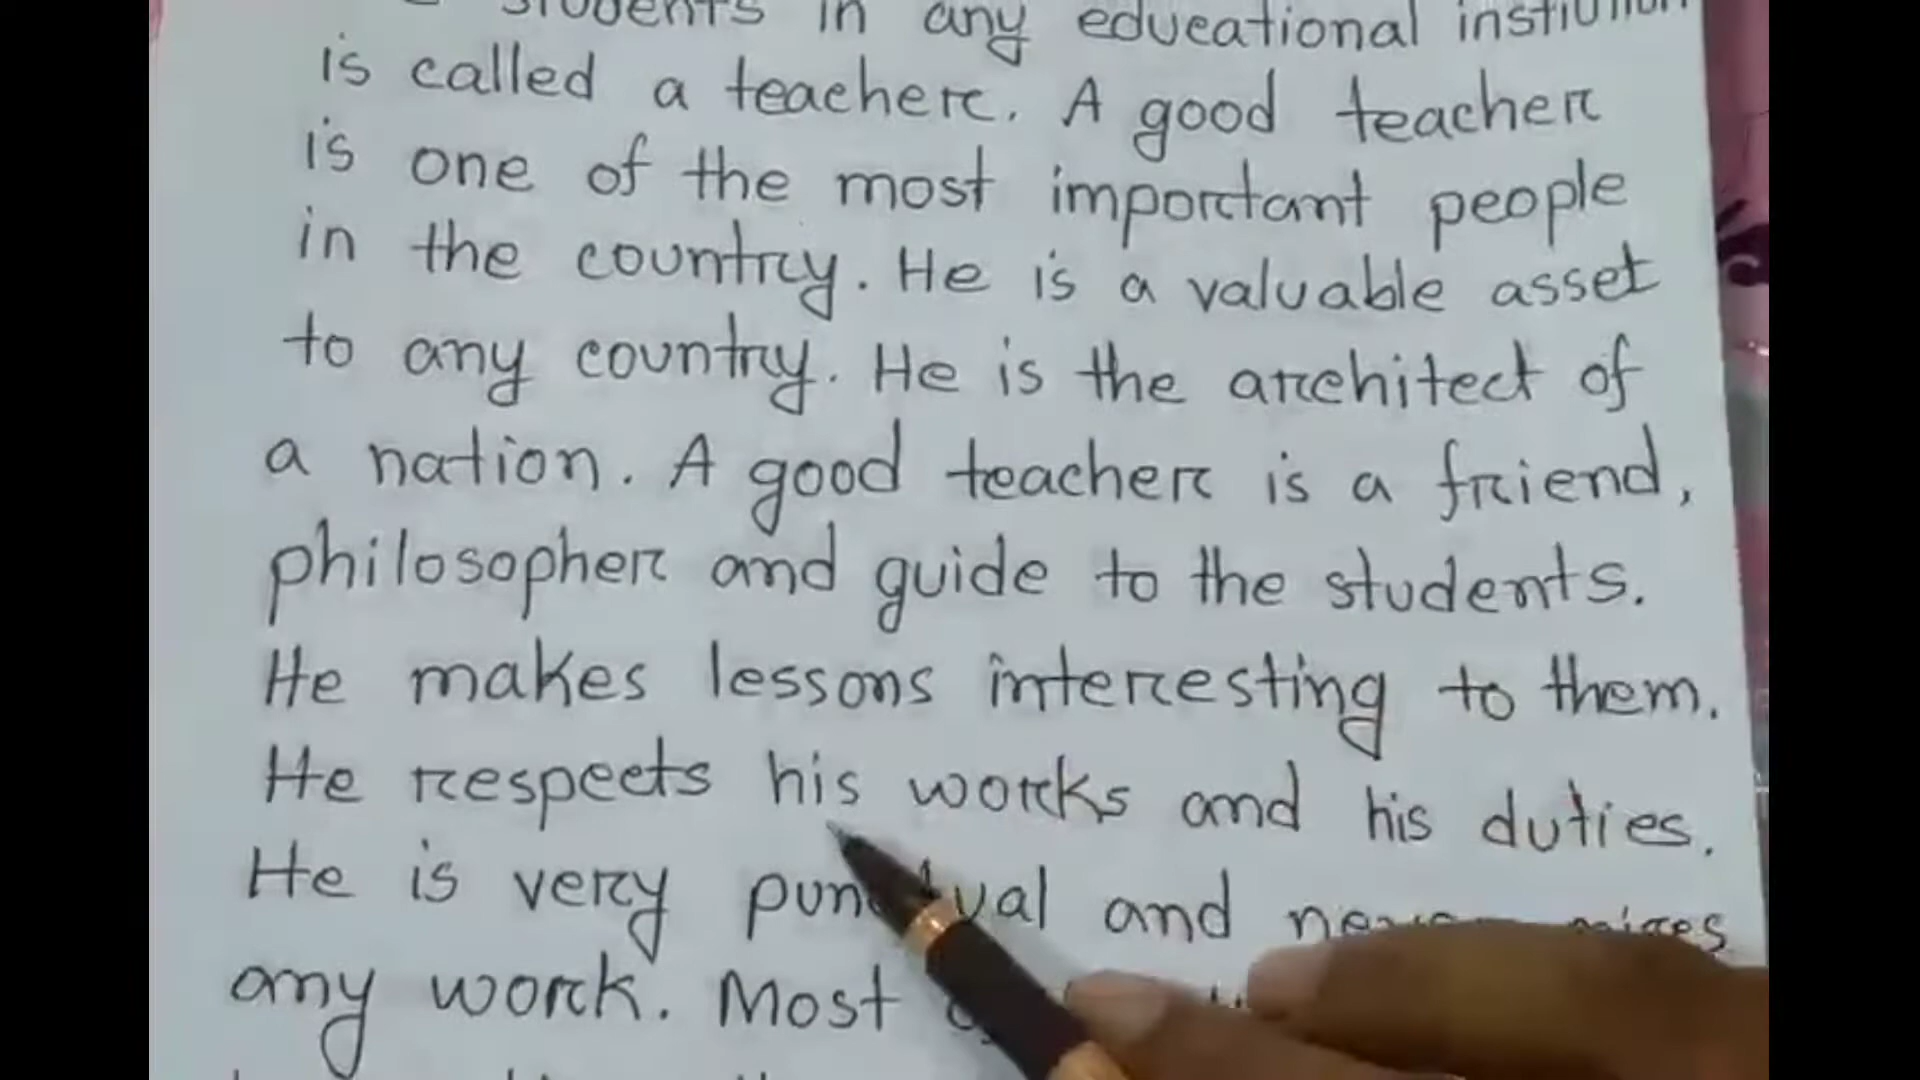 students in any educational institution
is called a teacher. A good teacher
is one of the most important people
in the country. He is a valuable asset
to any country. He is the architect of
a nation. A good teacher is a friend,
philosopher and guide to the students.
He makes lessons interesting to them.
He respects his works and his duties.
He is very punctual and
any work. Most